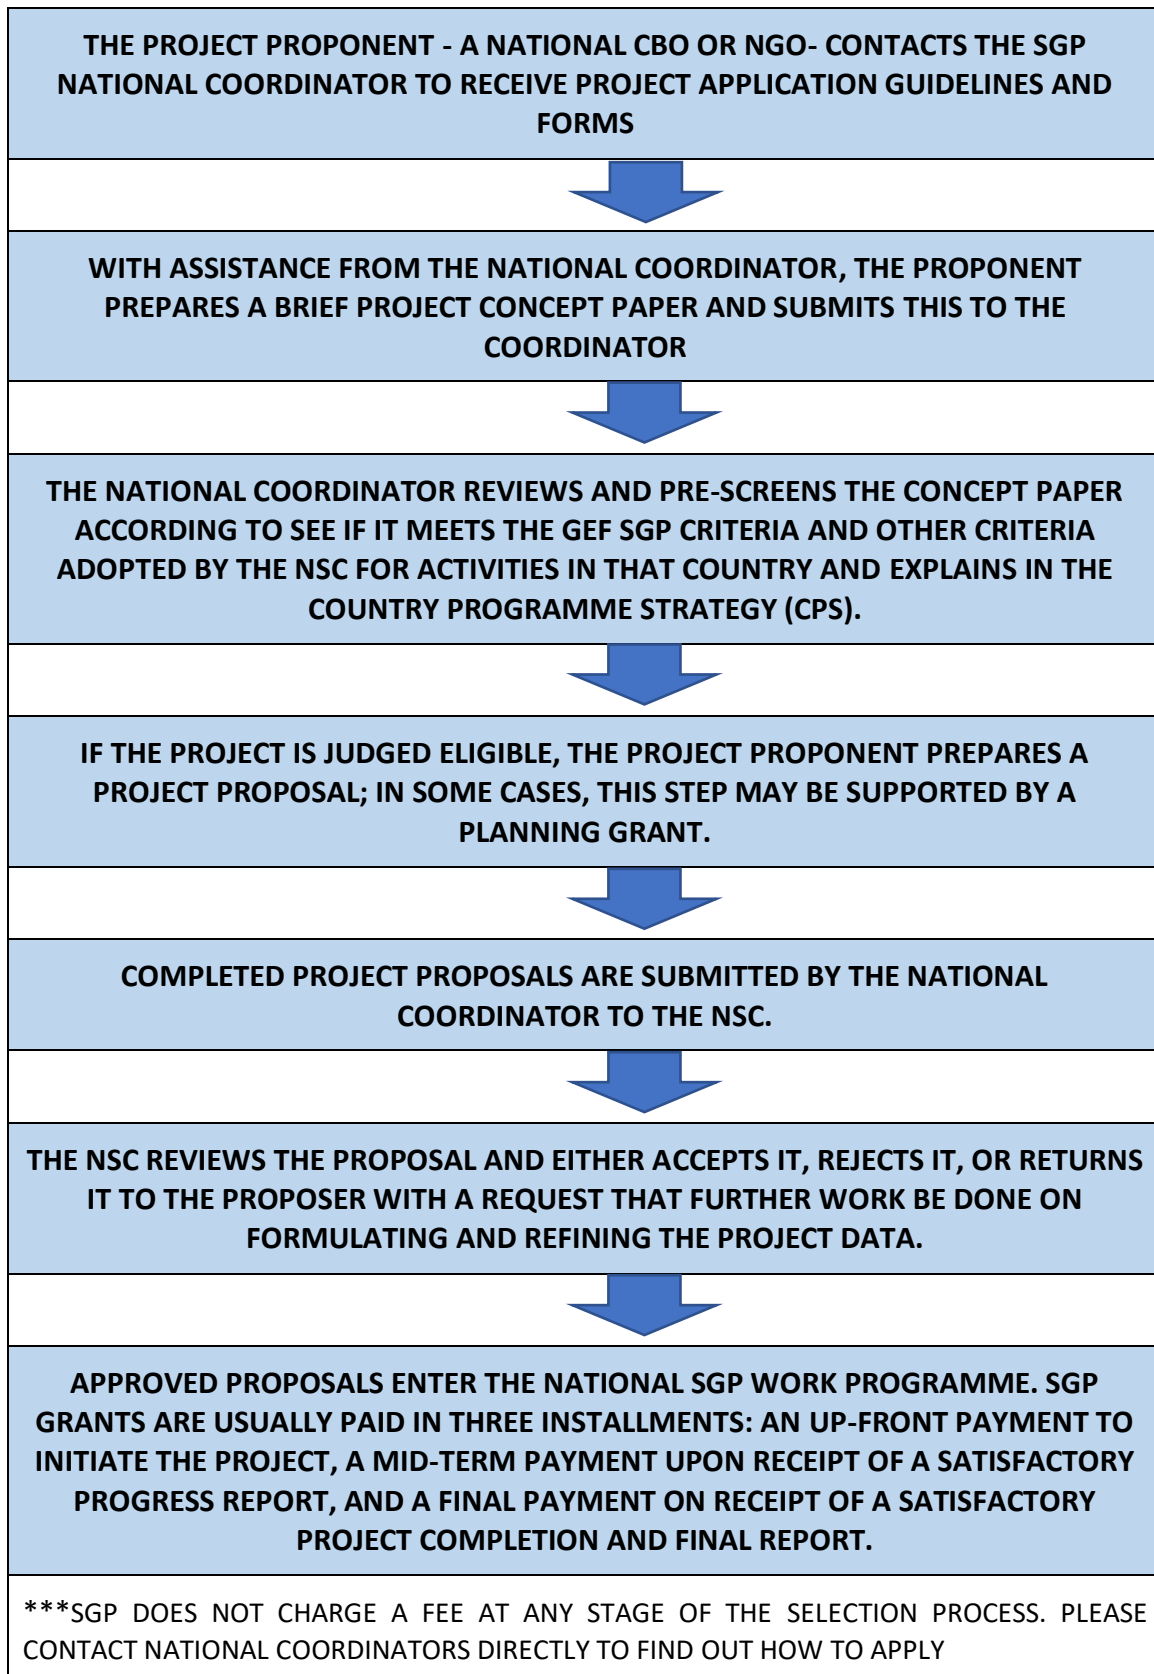 THE PROJECT PROPONENT - A NATIONAL CBO OR NGO- CONTACTS THE SGP
NATIONAL COORDINATOR TO RECEIVE PROJECT APPLICATION GUIDELINES AND
FORMS
WITH ASSISTANCE FROM THE NATIONAL COORDINATOR, THE PROPONENT
PREPARES A BRIEF PROJECT CONCEPT PAPER AND SUBMITS THIS TO THE
COORDINATOR
THE NATIONAL COORDINATOR REVIEWS AND PRE-SCREENS THE CONCEPT PAPER
ACCORDING TO SEE IF IT MEETS THE GEF SGP CRITERIA AND OTHER CRITERIA
ADOPTED BY THE NSC FOR ACTIVITIES IN THAT COUNTRY AND EXPLAINS IN THE
COUNTRY PROGRAMME STRATEGY (CPS).
IF THE PROJECT IS JUDGED ELIGIBLE, THE PROJECT PROPONENT PREPARES A
PROJECT PROPOSAL; IN SOME CASES, THIS STEP MAY BE SUPPORTED BY A
PLANNING GRANT.
COMPLETED PROJECT PROPOSALS ARE SUBMITTED BY THE NATIONAL
COORDINATOR TO THE NSC.
THE NSC REVIEWS THE PROPOSAL AND EITHER ACCEPTS IT, REJECTS IT, OR RETURNS
IT TO THE PROPOSER WITH A REQUEST THAT FURTHER WORK BE DONE ON
FORMULATING AND REFINING THE PROJECT DATA.
APPROVED PROPOSALS ENTER THE NATIONAL SGP WORK PROGRAMME. SGP
GRANTS ARE USUALLY PAID IN THREE INSTALLMENTS: AN UP-FRONT PAYMENT TO
INITIATE THE PROJECT, A MID-TERM PAYMENT UPON RECEIPT OF A SATISFACTORY
PROGRESS REPORT, AND A FINAL PAYMENT ON RECEIPT OF A SATISFACTORY
PROJECT COMPLETION AND FINAL REPORT.
***SGP DOES NOT CHARGE A FEE AT ANY STAGE OF THE SELECTION PROCESS. PLEASE
CONTACT NATIONAL COORDINATORS DIRECTLY TO FIND OUT HOW TO APPLY